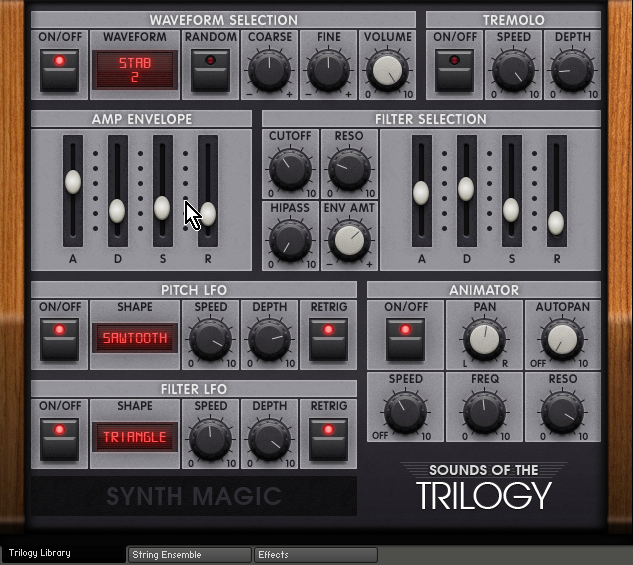 WAVEFORM SELECTION
TREMOLO
ON/OFF WAVEFORM RANDOM COARSE FINE VOLUME
ON/OFF SPEED DEPTH
STAB
2
- + - + 0 10
0 10 0 10
AMP ENVELOPE
FILTER SELECTION
CUTOFF RESO
0 10 0 10
HIPASS ENV AMT
0 10 - +
A D S R
A D S R
PITCH LFO
ANIMATOR
ON/OFF SHAPE SPEED DEPTH RETRIG
ON/OFF PAN AUTOPAN
SAWTOOTH
0 10 0 10
L R OFF 10
FILTER LFO
SPEED FREQ RESO
ON/OFF SHAPE SPEED DEPTH RETRIG
TRIANGLE
OFF 10 0 10 0 10
0 10 0 10
SYNTH MAGIC
SOUNDS OF THE
TRILOGY
Trilogy Library String Ensemble Effects